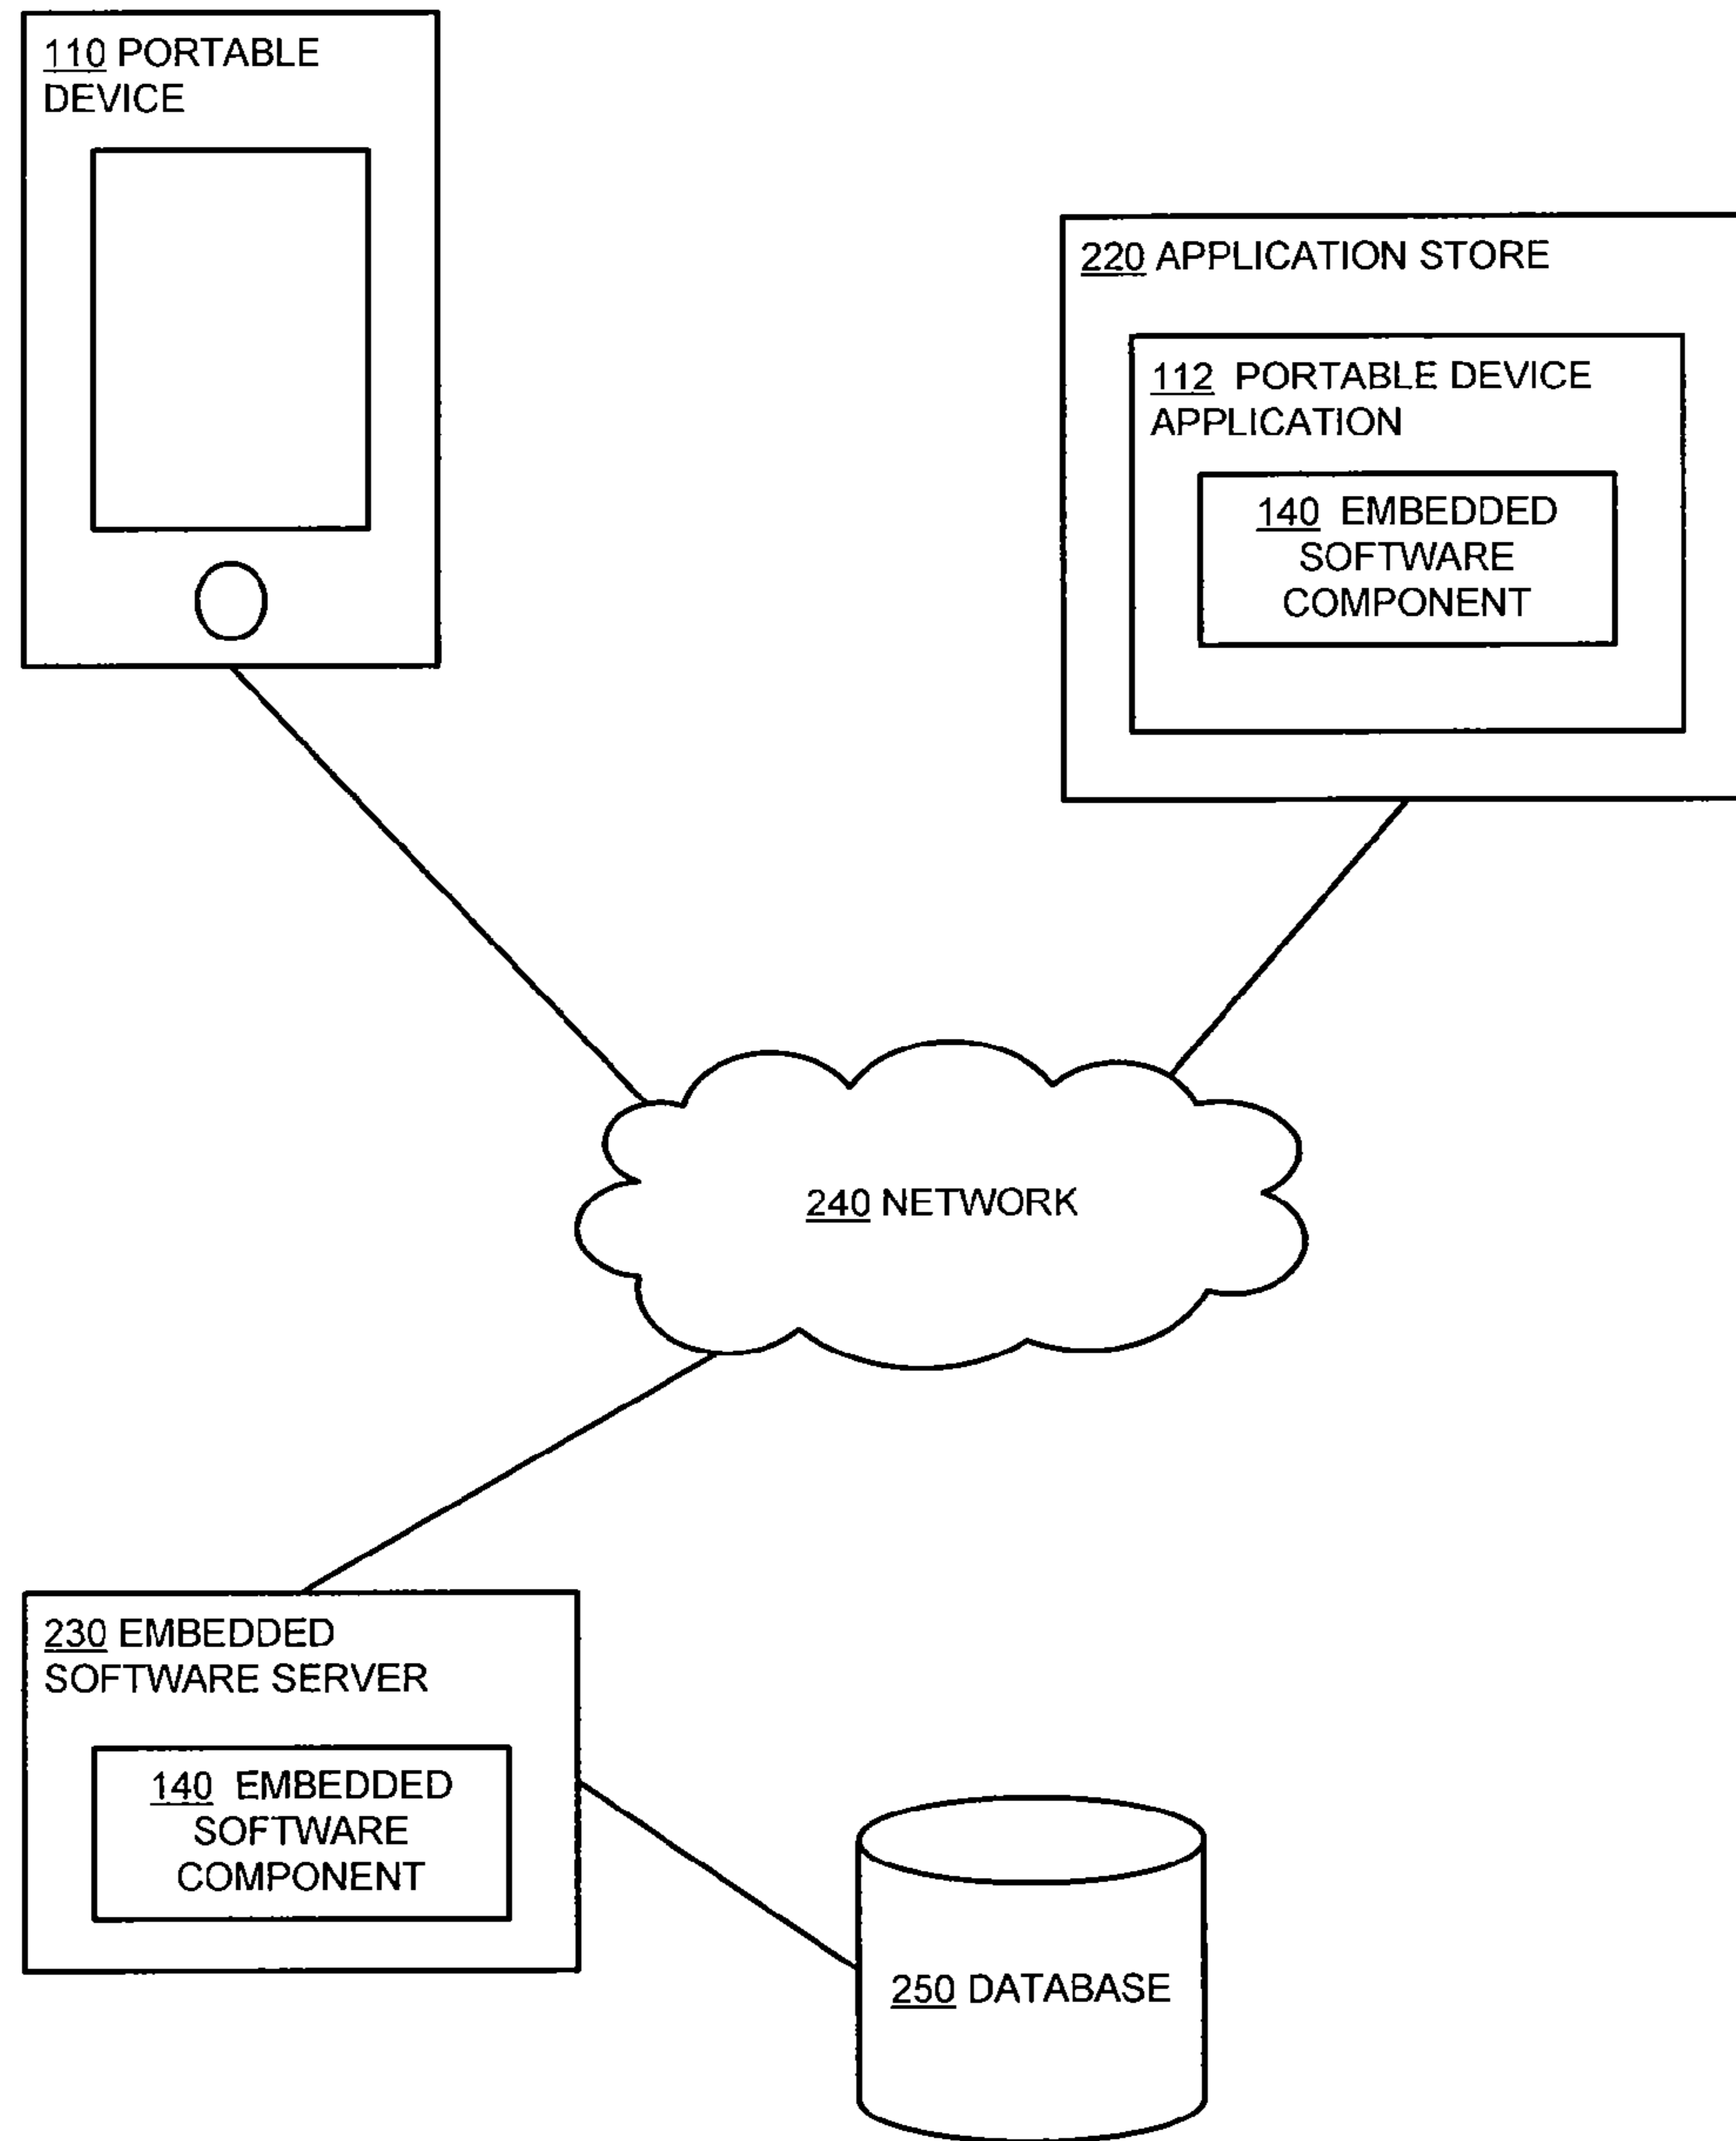 110 PORTABLE
DEVICE
220 APPLICATION STORE
112 PORTABLE DEVICE
APPLICATION
140 EMBEDDED
SOFTWARE
COMPONENT
240 NETWORK
230 EMBEDDED
SOFTWARE SERVER
140 EMBEDDED
SOFTWARE
COMPONENT
250 DATABASE